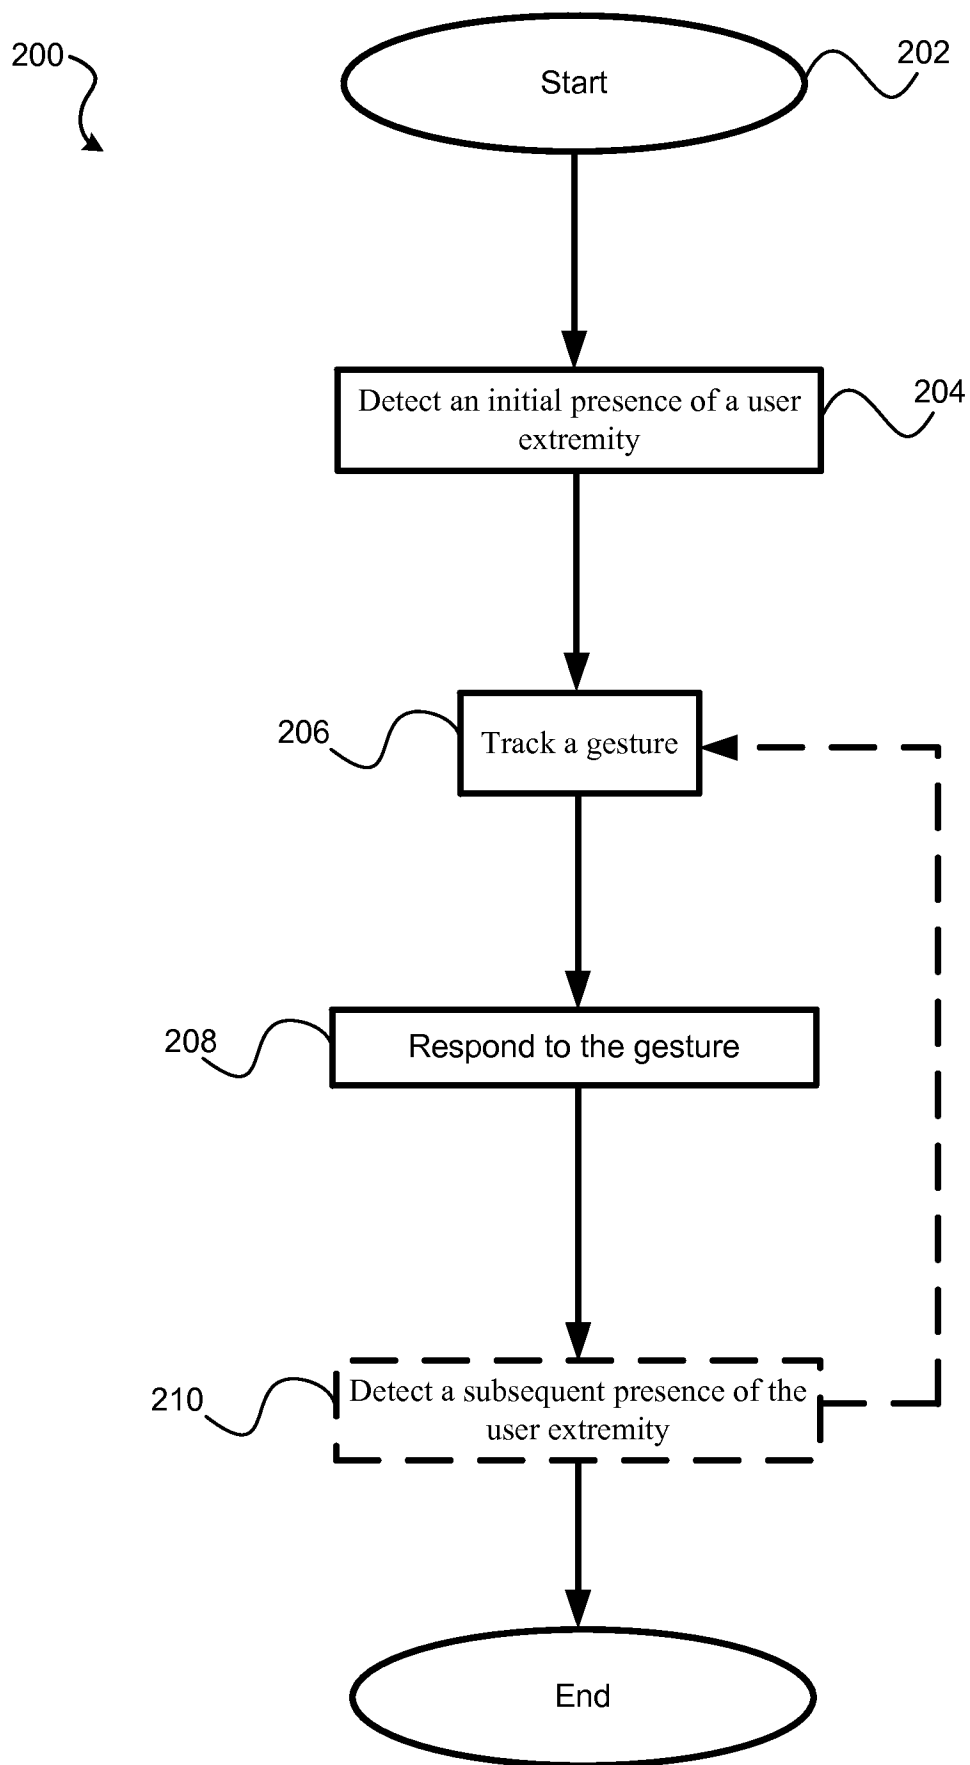 200
Start
202
Detect an initial presence of a user
extremity
204
206
Track a gesture
208
Respond to the gesture
210
Detect a subsequent presence of the
user extremity
End